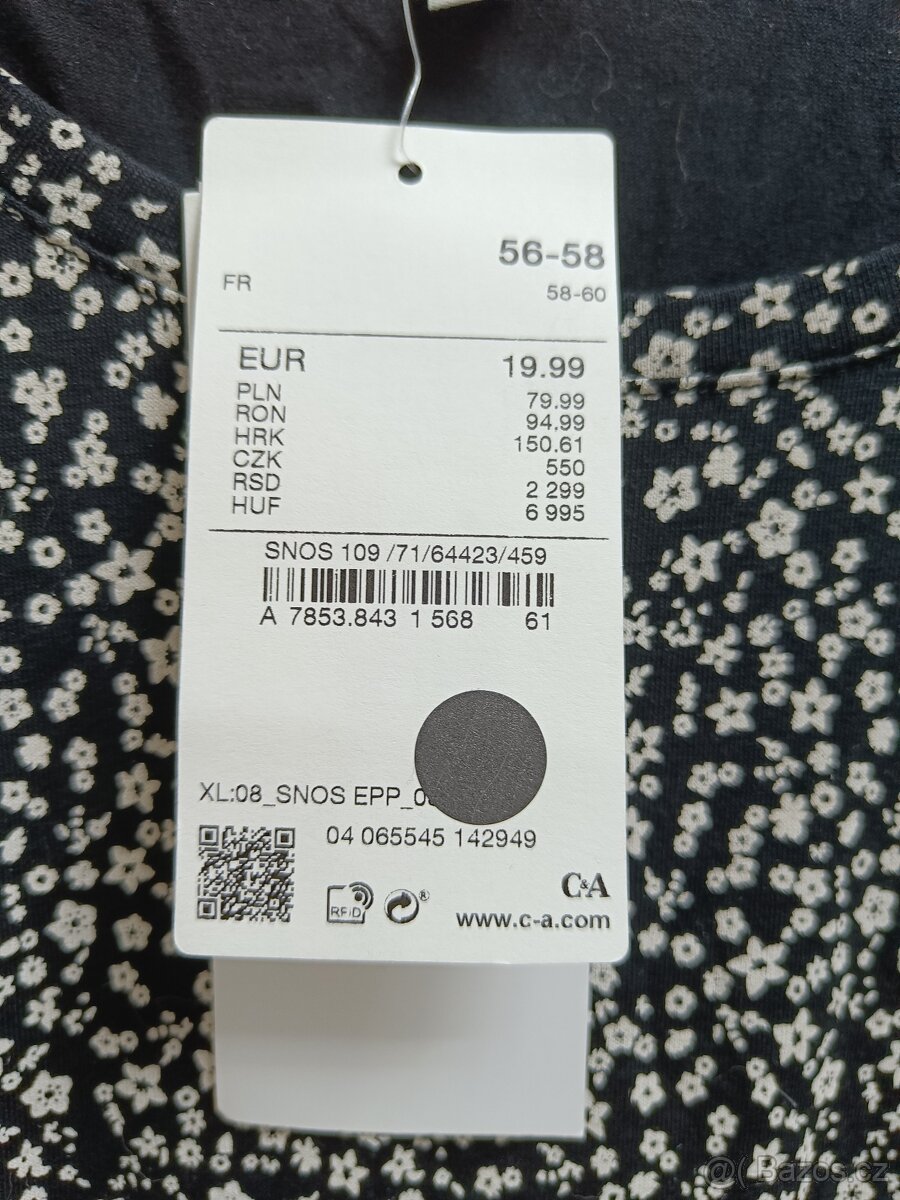 56-58
FR 58-60
EUR 19.99
PLN 79.99
RON 94.99
HRK 150.61
CZK 550
RSD 2 299
HUF 6 995
SNOS 109 /71/64423/459
A 7853.843 1 568 61
XL:08_SNOS EPP_0
04 065545 142949
RFID ®
C&A
www.c-a.com
@ Bazos.cz